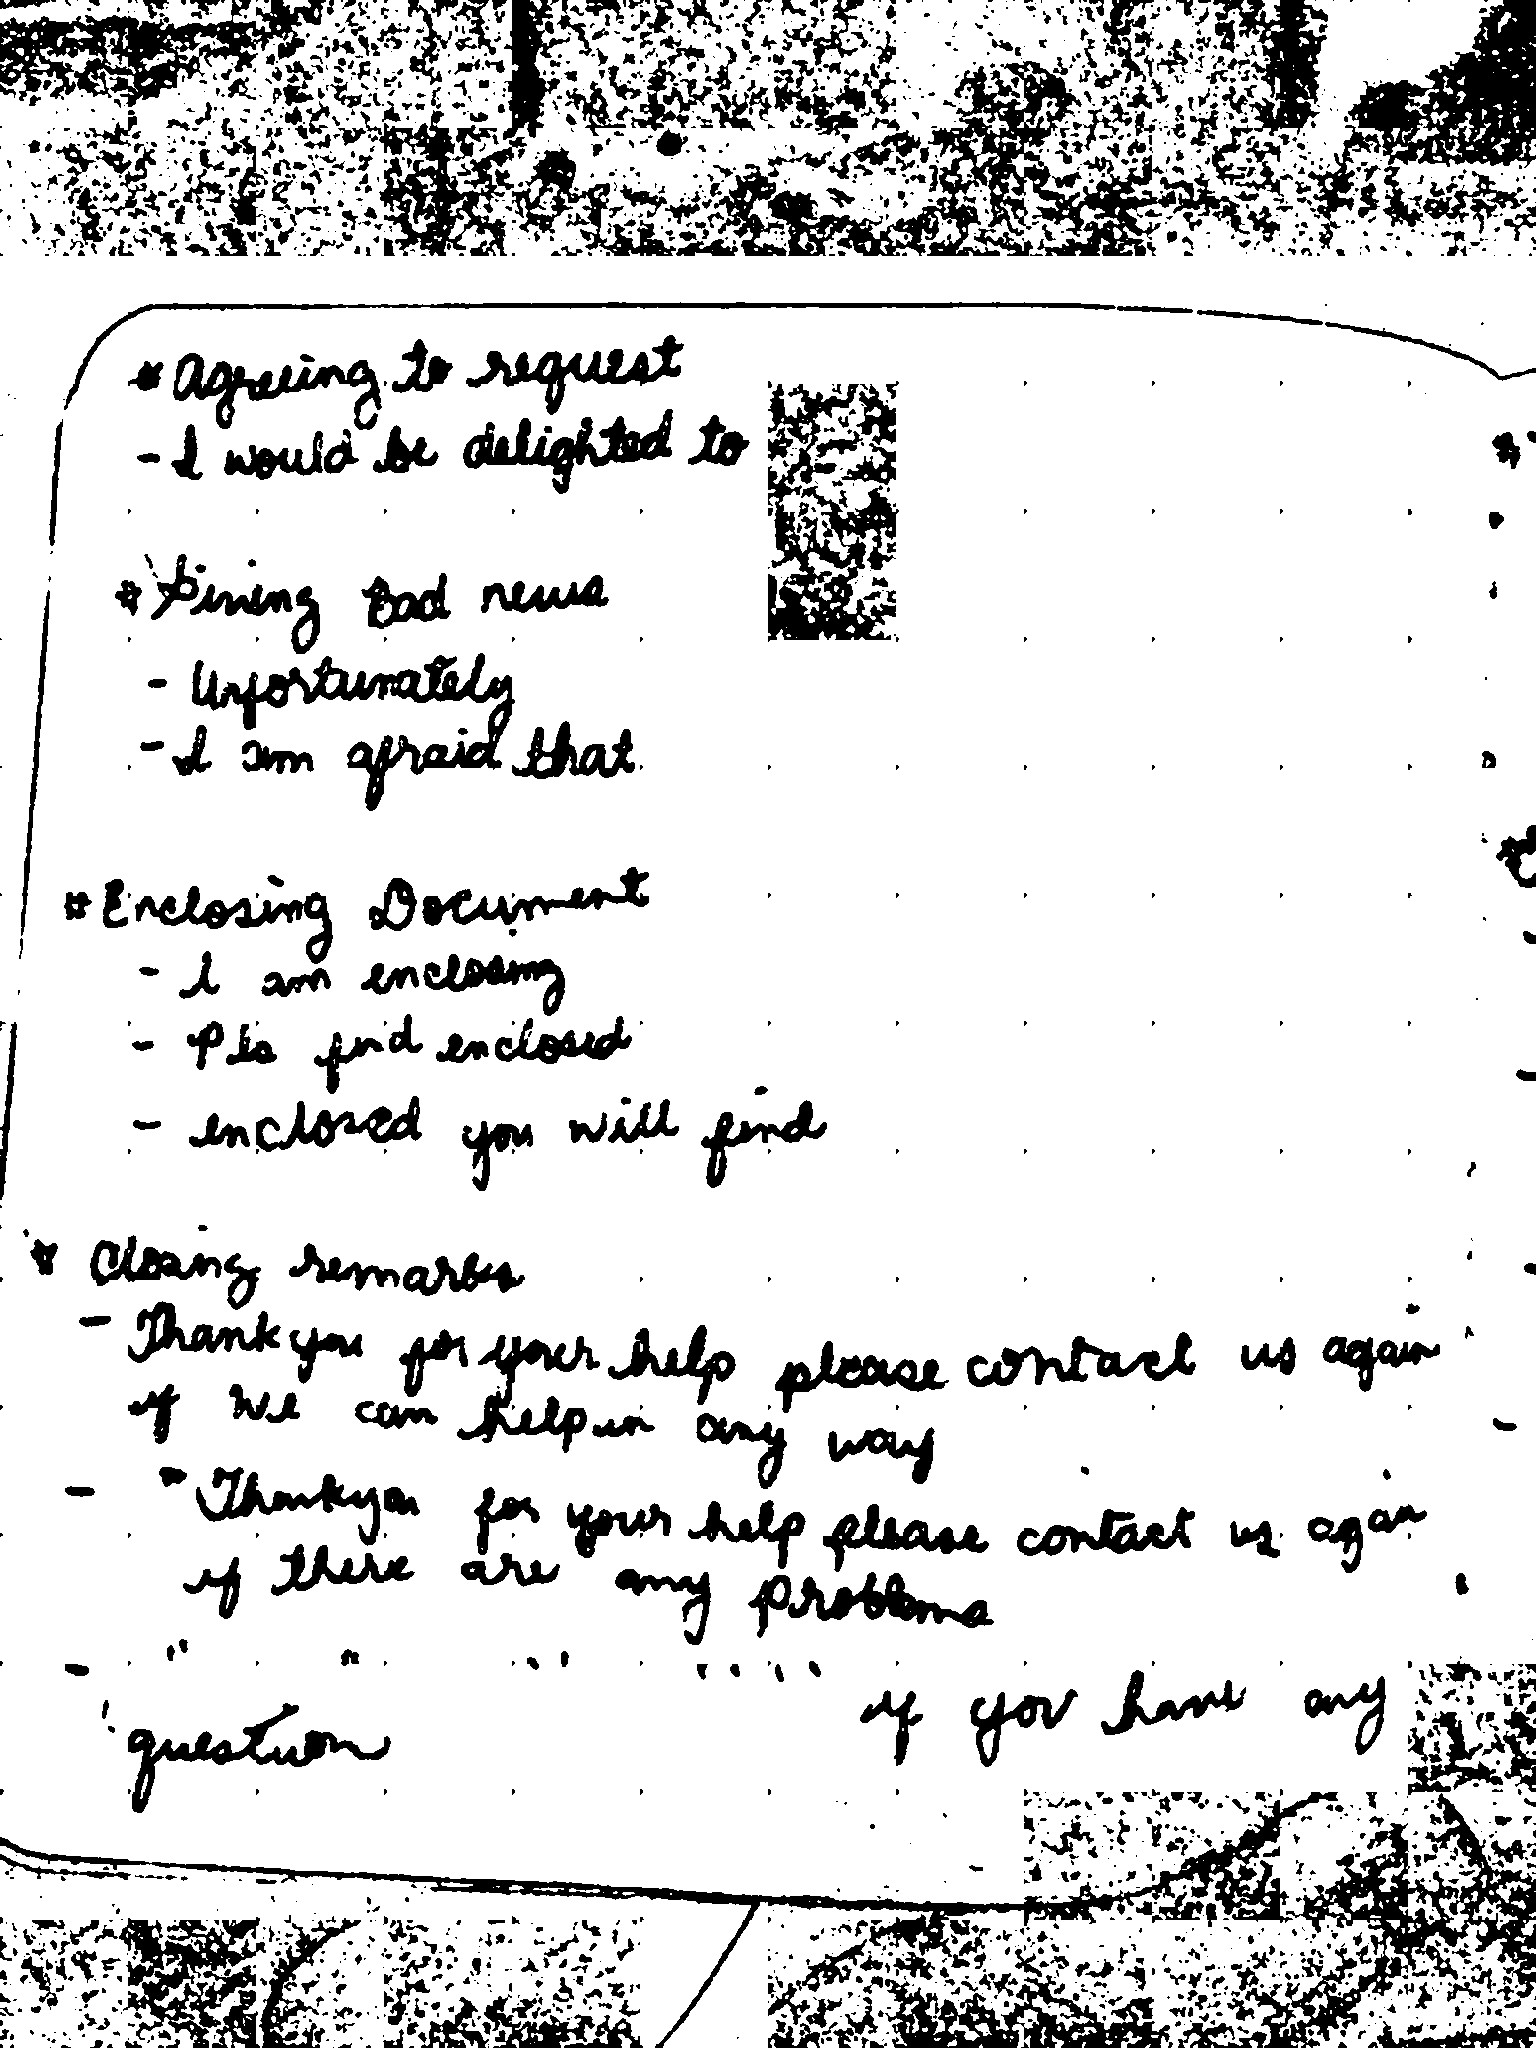 * Agreeing to request
- I would be delighted to
* Giving bad news
- Unfortunately
- I am afraid that
* Enclosing Document
- I am enclosing
- Pls find enclosed
- enclosed you will find
* Closing remarks
- Thank you for your help please contact us again
if we can help in any way
- " Thankyou for your help please contact us again
if there are any problems
- " " " " " " if you have any
question